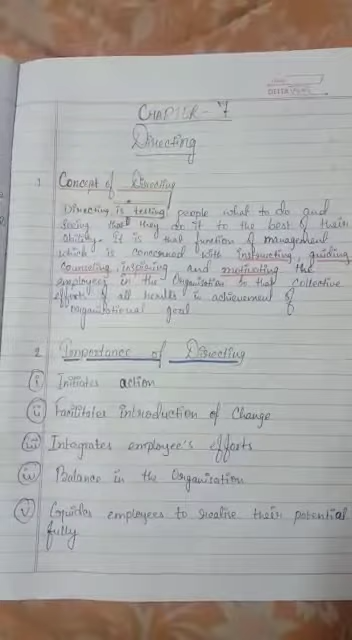 CHAPTER - 7
Directing
1. Concept of Directing
Directing is telling people what to do and
seeing that they do it to the best of their
ability. It is that function of management
which is concerned with instructing, guiding
counseling, inspiring and motivating the
employees in the Organisation so that collective
efforts of all results in achievement of
organisational goal
2. Importance of Directing
(i) Initiates action
(ii) Facilitates introduction of Change
(iii) Integrates employee's efforts
(iv) Balance in the Organisation
(v) Guides employees to realise their potential
fully